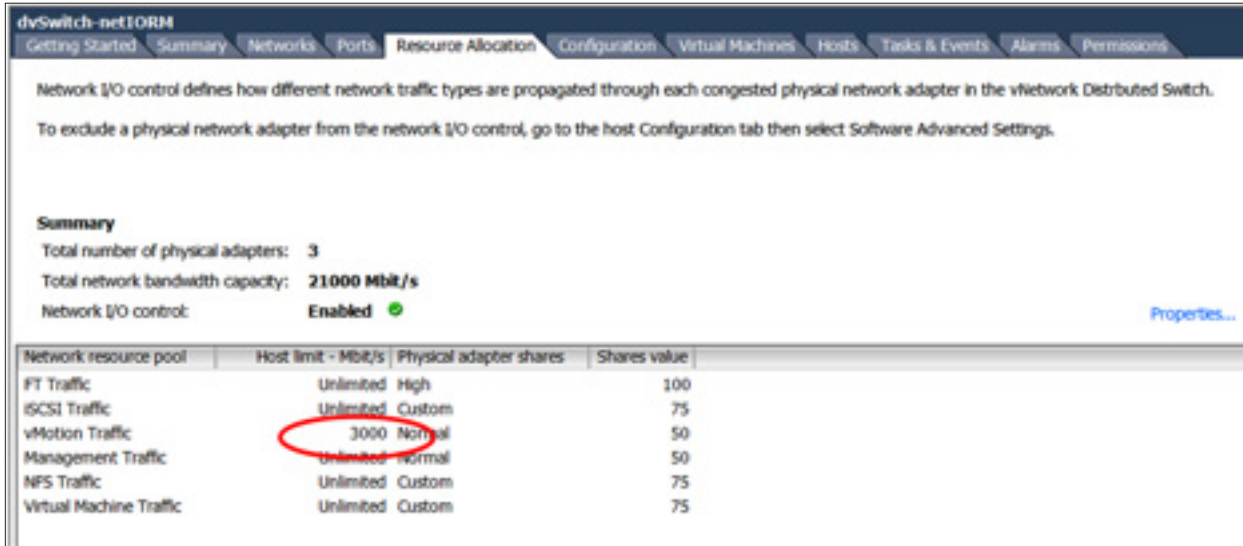 dvSwitch-netIORM
Getting Started Summary Networks Ports Resource Allocation Configuration Virtual Machines Hosts Tasks & Events Alarms Permissions
Network I/O control defines how different network traffic types are propagated through each congested physical network adapter in the vNetwork Distrbuted Switch.
To exclude a physical network adapter from the network I/O control, go to the host Configuration tab then select Software Advanced Settings.
Summary
Total number of physical adapters: 3
Total network bandwidth capacity: 21000 Mbit/s
Network I/O control: Enabled
Properties...
Network resource pool Host limit - Mbit/s Physical adapter shares Shares value
FT Traffic Unlimited High 100
iSCSI Traffic Unlimited Custom 75
vMotion Traffic 3000 Normal 50
Management Traffic Unlimited Normal 50
NFS Traffic Unlimited Custom 75
Virtual Machine Traffic Unlimited Custom 75